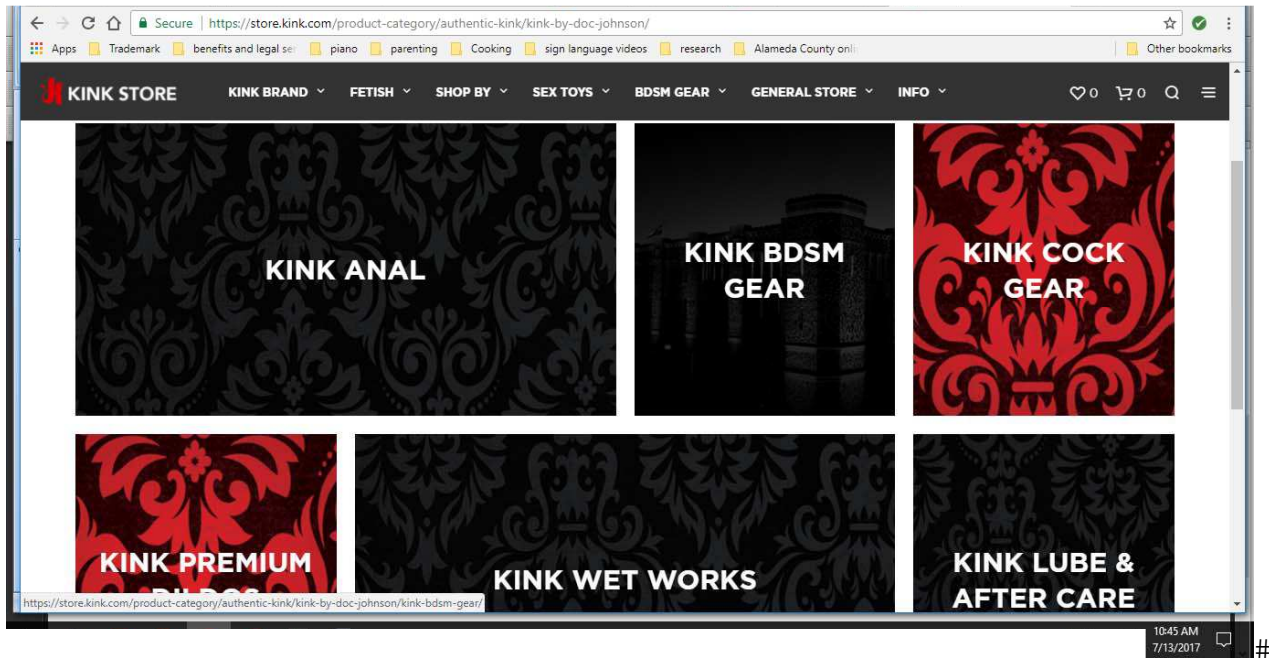 Secure | https://store.kink.com/product-category/authentic-kink/kink-by-doc-johnson/
Apps Trademark benefits and legal ser piano parenting Cooking sign language videos research Alameda County onli Other bookmarks
KINK STORE KINK BRAND FETISH SHOP BY SEX TOYS BDSM GEAR GENERAL STORE INFO 0 0
KINK ANAL
KINK BDSM
GEAR
KINK COCK
GEAR
KINK PREMIUM
KINK WET WORKS
KINK LUBE &
AFTER CARE
https://store.kink.com/product-category/authentic-kink/kink-by-doc-johnson/kink-bdsm-gear/
10:45 AM
7/13/2017
#